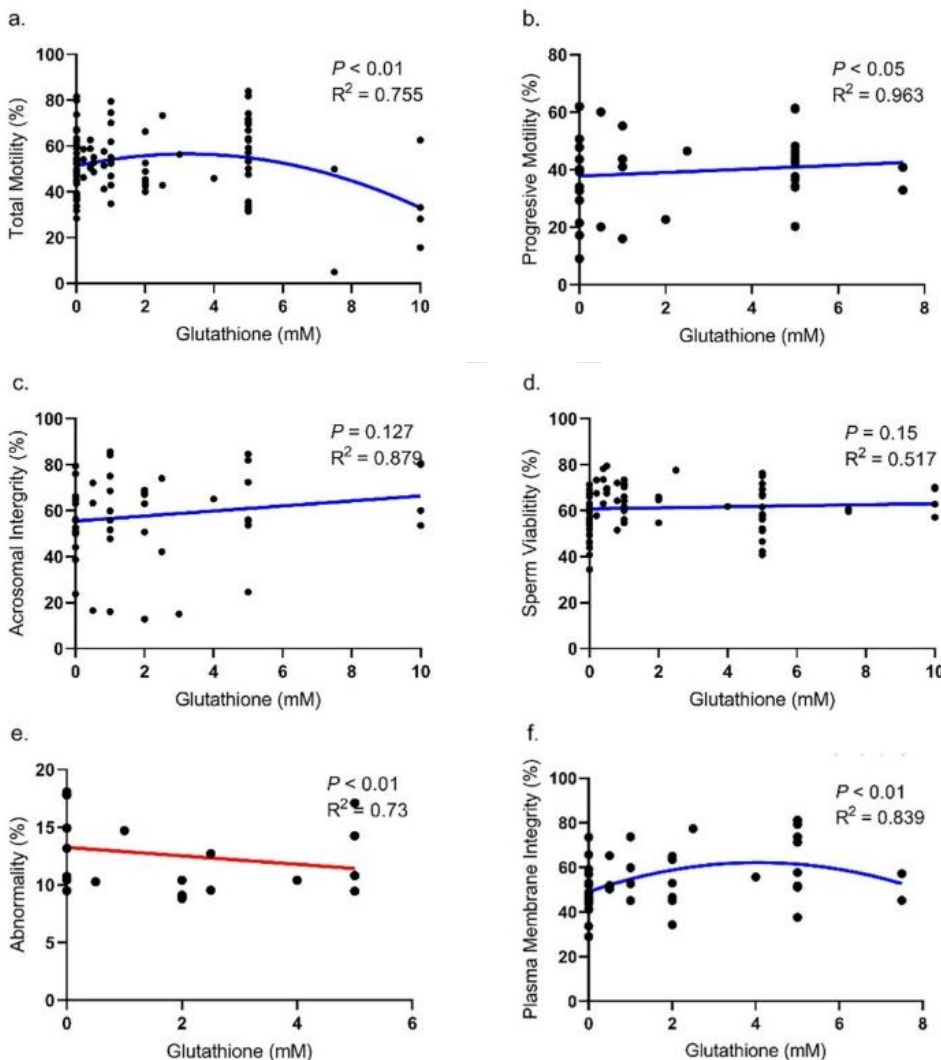 a.
100
80
60
40
20
0
Total Motility (%)
P < 0.01
R² = 0.755
0 2 4 6 8 10
Glutathione (mM)
b.
80
60
40
20
0
Progresive Motility (%)
P < 0.05
R² = 0.963
0 2 4 6 8
Glutathione (mM)
c.
100
80
60
40
20
0
Acrosomal Intergrity (%)
P = 0.127
R² = 0.879
0 2 4 6 8 10
Glutathione (mM)
d.
100
80
60
40
20
0
Sperm Viablitity (%)
P = 0.15
R² = 0.517
0 2 4 6 8 10
Glutathione (mM)
e.
20
15
10
5
0
Abnormality (%)
P < 0.01
R² = 0.73
0 2 4 6
Glutathione (mM)
f.
100
80
60
40
20
0
Plasma Membrane Integrity (%)
P < 0.01
R² = 0.839
0 2 4 6 8
Glutathione (mM)